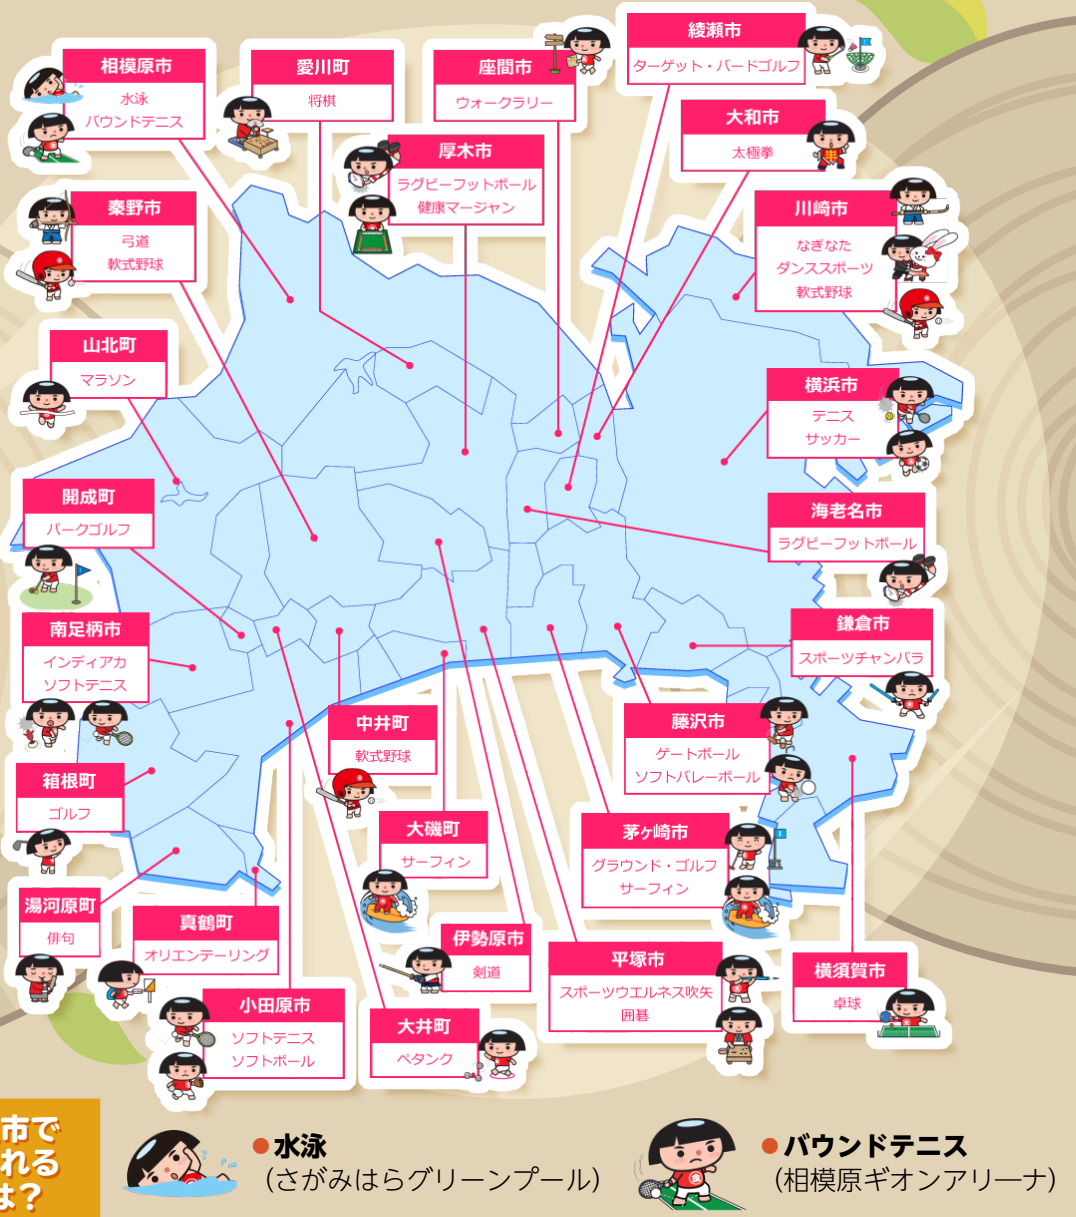 相模原市
水泳
バウンドテニス
愛川町
将棋
座間市
ウォークラリー
綾瀬市
ターゲット・バードゴルフ
大和市
太極拳
厚木市
ラグビーフットボール
健康マージャン
秦野市
弓道
軟式野球
川崎市
なぎなた
ダンススポーツ
軟式野球
山北町
マラソン
横浜市
テニス
サッカー
開成町
パークゴルフ
海老名市
ラグビーフットボール
南足柄市
インディアカ
ソフトテニス
鎌倉市
スポーツチャンバラ
中井町
軟式野球
藤沢市
ゲートボール
ソフトバレーボール
箱根町
ゴルフ
大磯町
サーフィン
茅ヶ崎市
グラウンド・ゴルフ
サーフィン
湯河原町
俳句
真鶴町
オリエンテーリング
伊勢原市
剣道
平塚市
スポーツウエルネス吹矢
囲碁
横須賀市
卓球
小田原市
ソフトテニス
ソフトボール
大井町
ペタンク
市で
れる
は?
●水泳
(さがみはらグリーンプール)
金
●バウンドテニス
(相模原ギオンアリーナ)